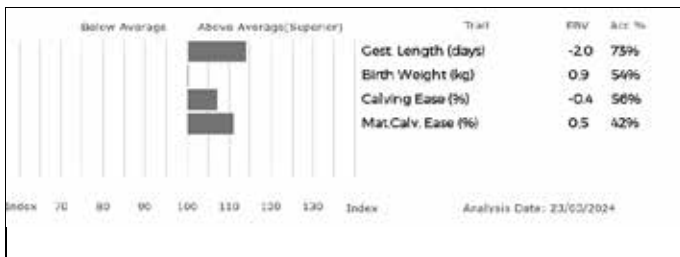 Below Average Above Average(Superior) Trait EBV Acc %
Gest. Length (days) -2.0 73%
Birth Weight (kg) 0.9 54%
Calving Ease (%) -0.4 56%
Mat.Calv. Ease (%) 0.5 42%
Index 70 80 90 100 110 120 130 Index Analysis Date: 23/03/2024